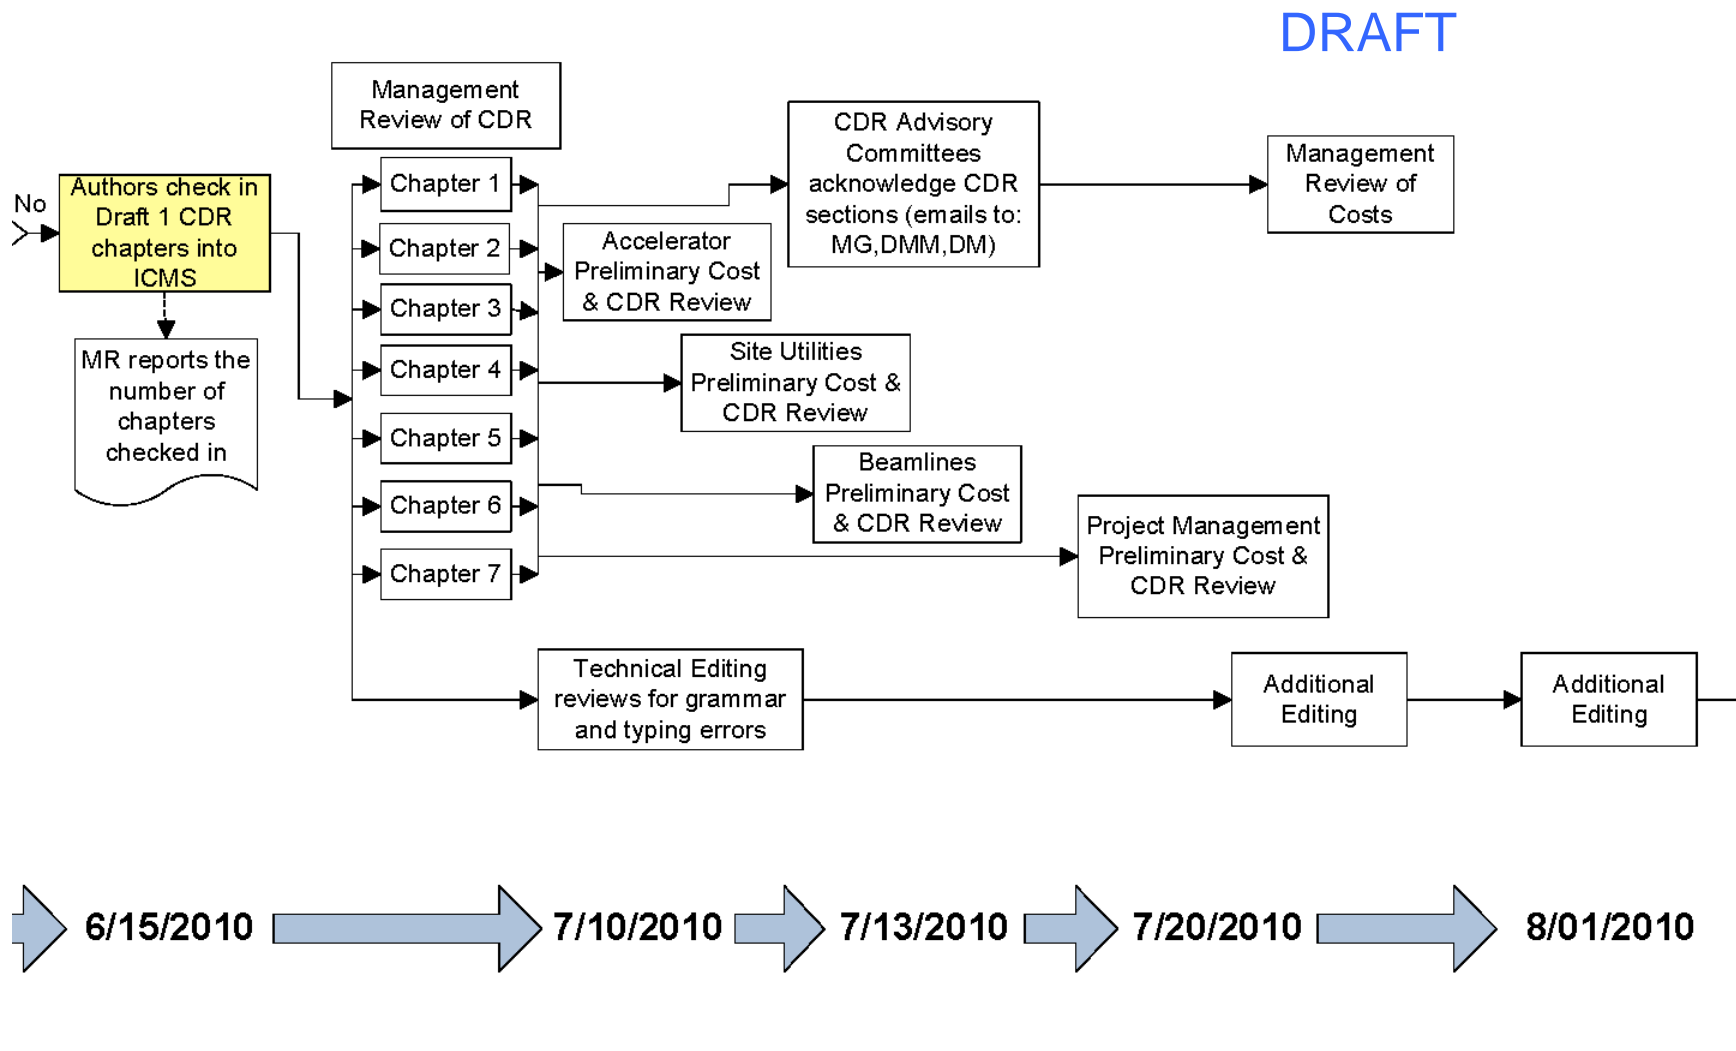 DRAFT
Management
Review of CDR
No
Authors check in
Draft 1 CDR
chapters into
ICMS
MR reports the
number of
chapters
checked in
Chapter 1
Chapter 2
Chapter 3
Chapter 4
Chapter 5
Chapter 6
Chapter 7
CDR Advisory
Committees
acknowledge CDR
sections (emails to:
MG,DMM,DM)
Management
Review of
Costs
Accelerator
Preliminary Cost
& CDR Review
Site Utilities
Preliminary Cost &
CDR Review
Beamlines
Preliminary Cost
& CDR Review
Project Management
Preliminary Cost &
CDR Review
Technical Editing
reviews for grammar
and typing errors
Additional
Editing
Additional
Editing
6/15/2010
7/10/2010
7/13/2010
7/20/2010
8/01/2010